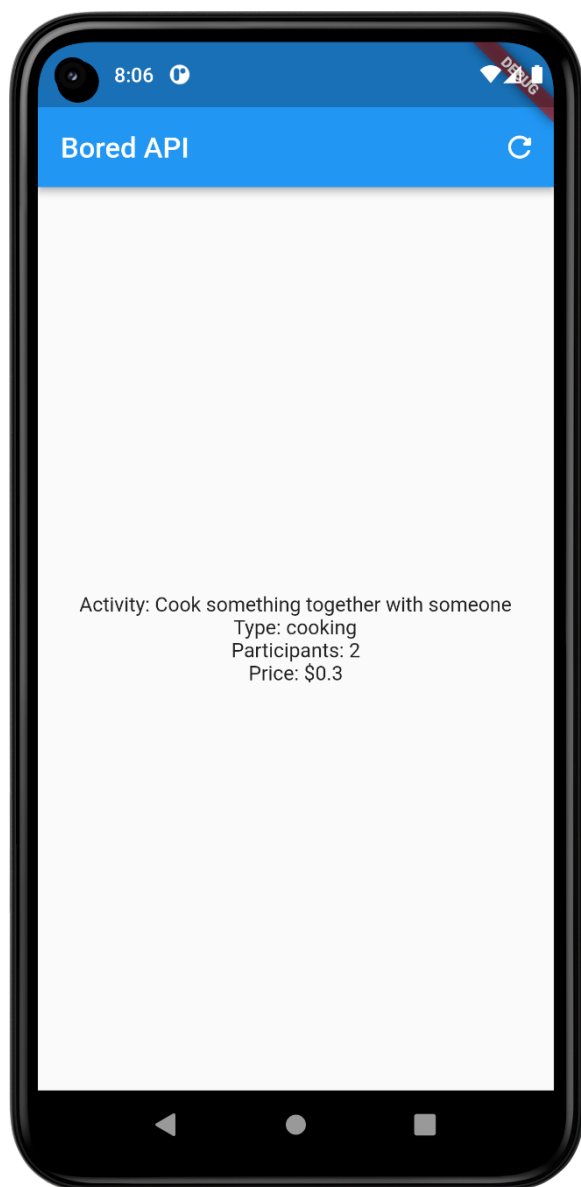 8:06
DEBUG
Bored API
Activity: Cook something together with someone
Type: cooking
Participants: 2
Price: $0.3